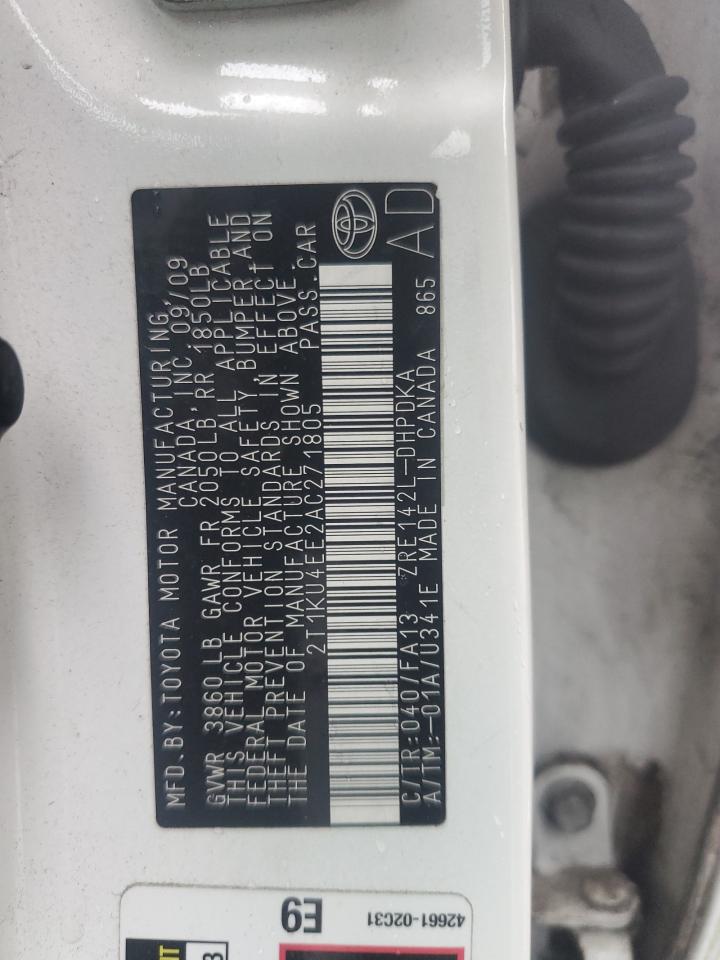 MFD.BY:TOYOTA MOTOR MANUFACTURING,
CANADA, INC. 09/09
GVWR 3860 LB GAWR FR 2050LB RR 1850LB
THIS VEHICLE CONFORMS TO ALL APPLICABLE
FEDERAL MOTOR VEHICLE SAFETY, BUMPER, AND
THEFT PREVENTION STANDARDS IN EFFECT ON
THE DATE OF MANUFACTURE SHOWN ABOVE.
2T1KU4EE2AC271805 PASS.CAR
C/TR:040/FA13 ZRE142L-DHPDKA
A/TM:-01A/U341E MADE IN CANADA 865
AD
E9
42661-02C31